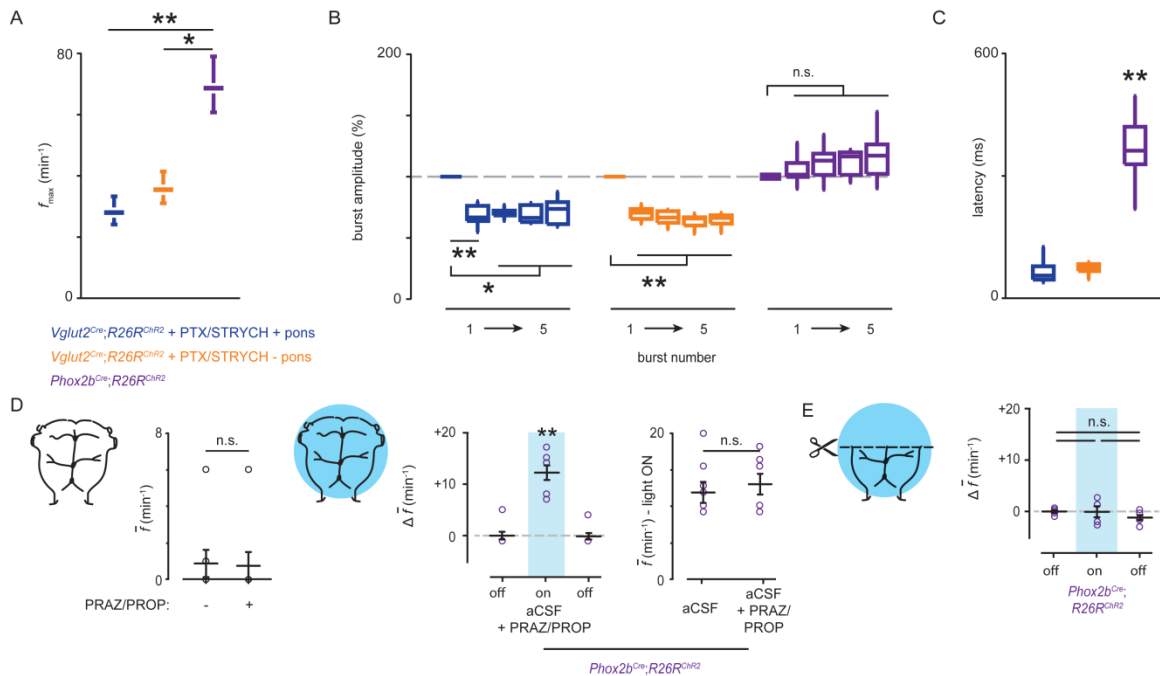 A
**
*
80
0
f max (min⁻¹)
B
200
100
0
burst amplitude (%)
**
*
**
n.s.
1 → 5
1 → 5
1 → 5
burst number
C
600
0
latency (ms)
**
Vglut2Cre;R26RChR2 + PTX/STRYCH + pons
Vglut2Cre;R26RChR2 + PTX/STRYCH - pons
Phox2bCre;R26RChR2
D
8
0
f̄ (min⁻¹)
n.s.
PRAZ/PROP: - +
+20
+10
0
Δ f̄ (min⁻¹)
**
off on off
aCSF
+ PRAZ/PROP
20
0
f̄ (min⁻¹) - light ON
n.s.
aCSF
aCSF
+ PRAZ/
PROP
Phox2bCre;R26RChR2
E
+20
+10
0
Δ f̄ (min⁻¹)
n.s.
off on off
Phox2bCre;
R26RChR2